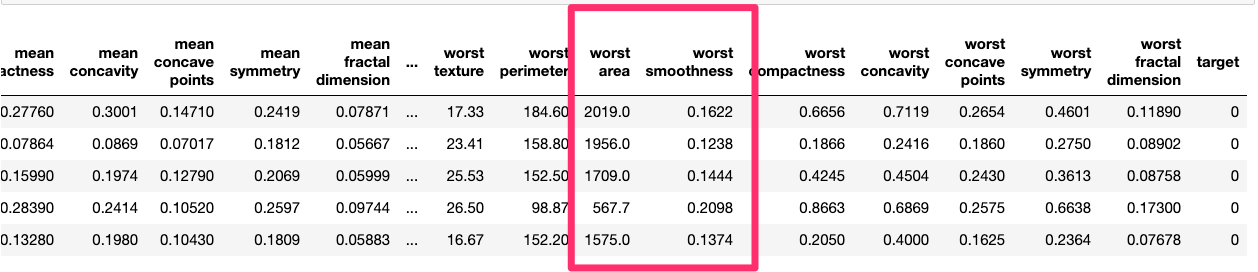 mean mean mean mean mean ... worst worst worst worst worst worst worst worst worst target
actness concavity concave points symmetry fractal dimension texture perimeter area smoothness ompactness concavity concave points symmetry fractal dimension
0.27760 0.3001 0.14710 0.2419 0.07871 ... 17.33 184.60 2019.0 0.1622 0.6656 0.7119 0.2654 0.4601 0.11890 0
0.07864 0.0869 0.07017 0.1812 0.05667 ... 23.41 158.80 1956.0 0.1238 0.1866 0.2416 0.1860 0.2750 0.08902 0
0.15990 0.1974 0.12790 0.2069 0.05999 ... 25.53 152.50 1709.0 0.1444 0.4245 0.4504 0.2430 0.3613 0.08758 0
0.28390 0.2414 0.10520 0.2597 0.09744 ... 26.50 98.87 567.7 0.2098 0.8663 0.6869 0.2575 0.6638 0.17300 0
0.13280 0.1980 0.10430 0.1809 0.05883 ... 16.67 152.20 1575.0 0.1374 0.2050 0.4000 0.1625 0.2364 0.07678 0